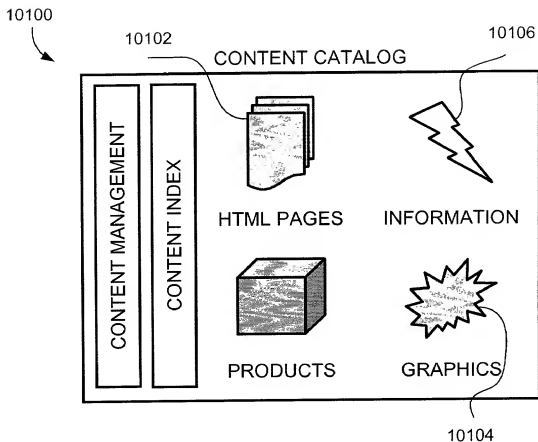 10100
10102
10106
CONTENT CATALOG
CONTENT MANAGEMENT
CONTENT INDEX
HTML PAGES
INFORMATION
PRODUCTS
GRAPHICS
10104